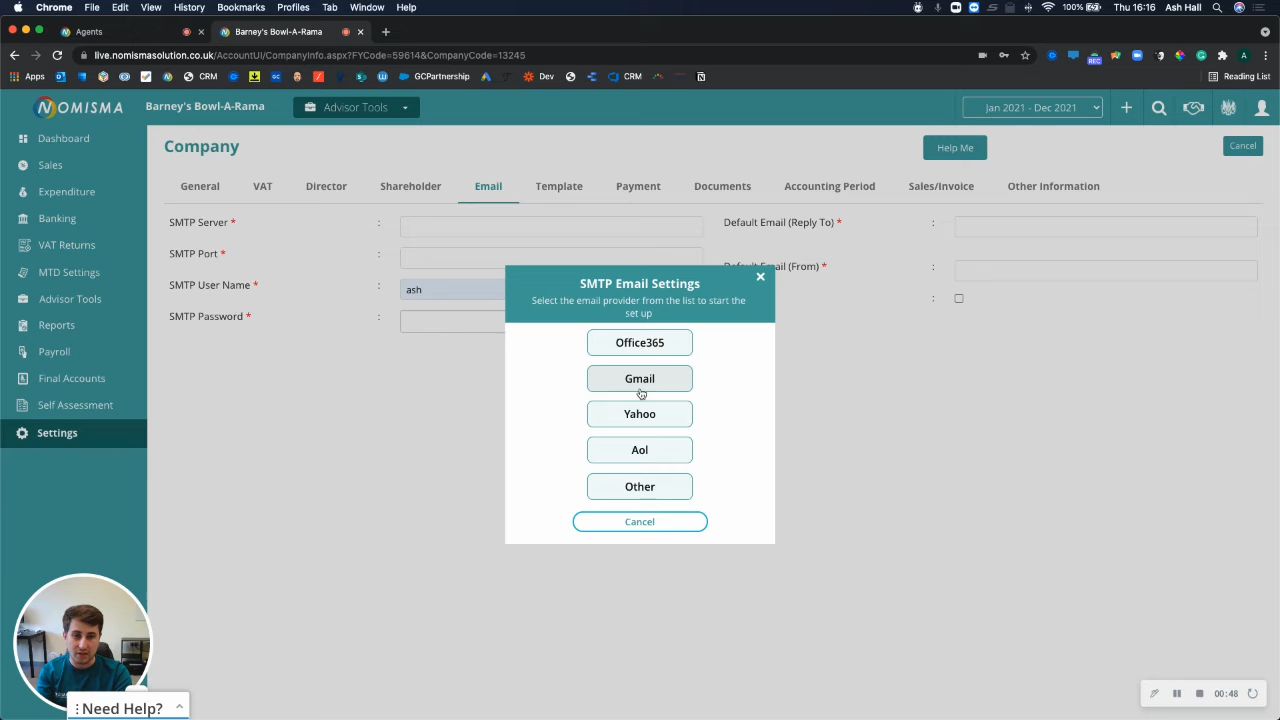 Chrome File Edit View History Bookmarks Profiles Tab Window Help
100% Thu 16:16 Ash Hall
Agents
Barney's Bowl-A-Rama
live.nomismasolution.co.uk/AccountUI/CompanyInfo.aspx?FYCode=59614&CompanyCode=13245
REC
A
Apps
CRM
GCPartnership
Dev
CRM
Reading List
NOMISMA
Barney's Bowl-A-Rama
Advisor Tools
Jan 2021 - Dec 2021
Dashboard
Sales
Expenditure
Banking
VAT Returns
MTD Settings
Advisor Tools
Reports
Payroll
Final Accounts
Self Assessment
Settings
Company
Help Me
Cancel
General VAT Director Shareholder Email Template Payment Documents Accounting Period Sales/Invoice Other Information
SMTP Server * :
SMTP Port * :
SMTP User Name * : ash
SMTP Password * :
Default Email (Reply To) * :
Default Email (From) * :
:
SMTP Email Settings
Select the email provider from the list to start the
set up
Office365
Gmail
Yahoo
Aol
Other
Cancel
Need Help?
00:48